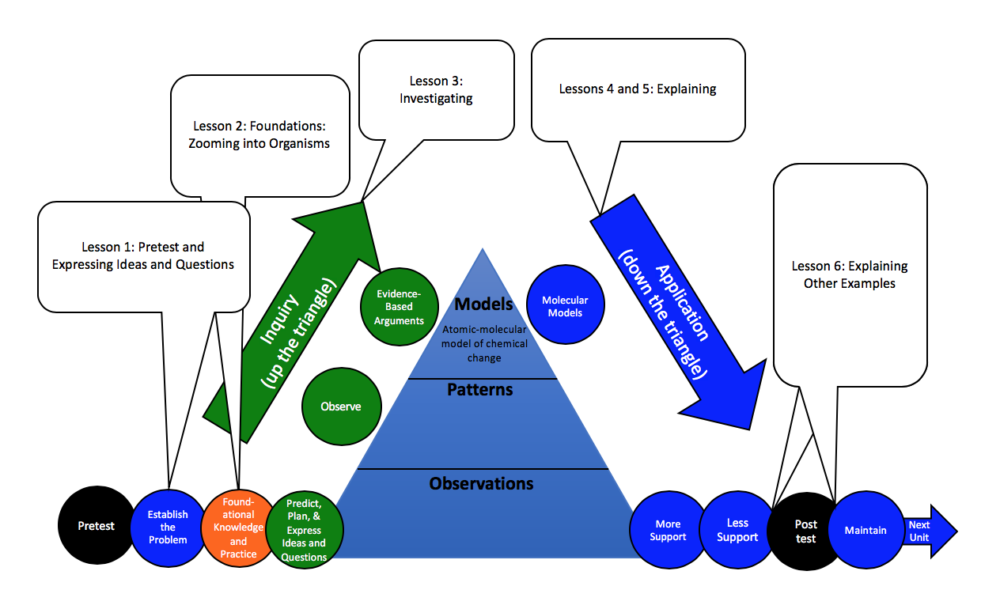 Lesson 3:
Investigating
Lessons 4 and 5: Explaining
Lesson 2: Foundations:
Zooming into Organisms
Lesson 1: Pretest and
Expressing Ideas and Questions
Lesson 6: Explaining
Other Examples
Inquiry
(up the triangle)
Application
(down the triangle)
Evidence-
Based
Arguments
Models
Atomic-molecular
model of chemical
change
Molecular
Models
Observe
Patterns
Observations
Pretest
Establish
the
Problem
Found-
ational
Knowledge
and
Practice
Predict,
Plan, &
Express
Ideas and
Questions
More
Support
Less
Support
Post
test
Maintain
Next
Unit